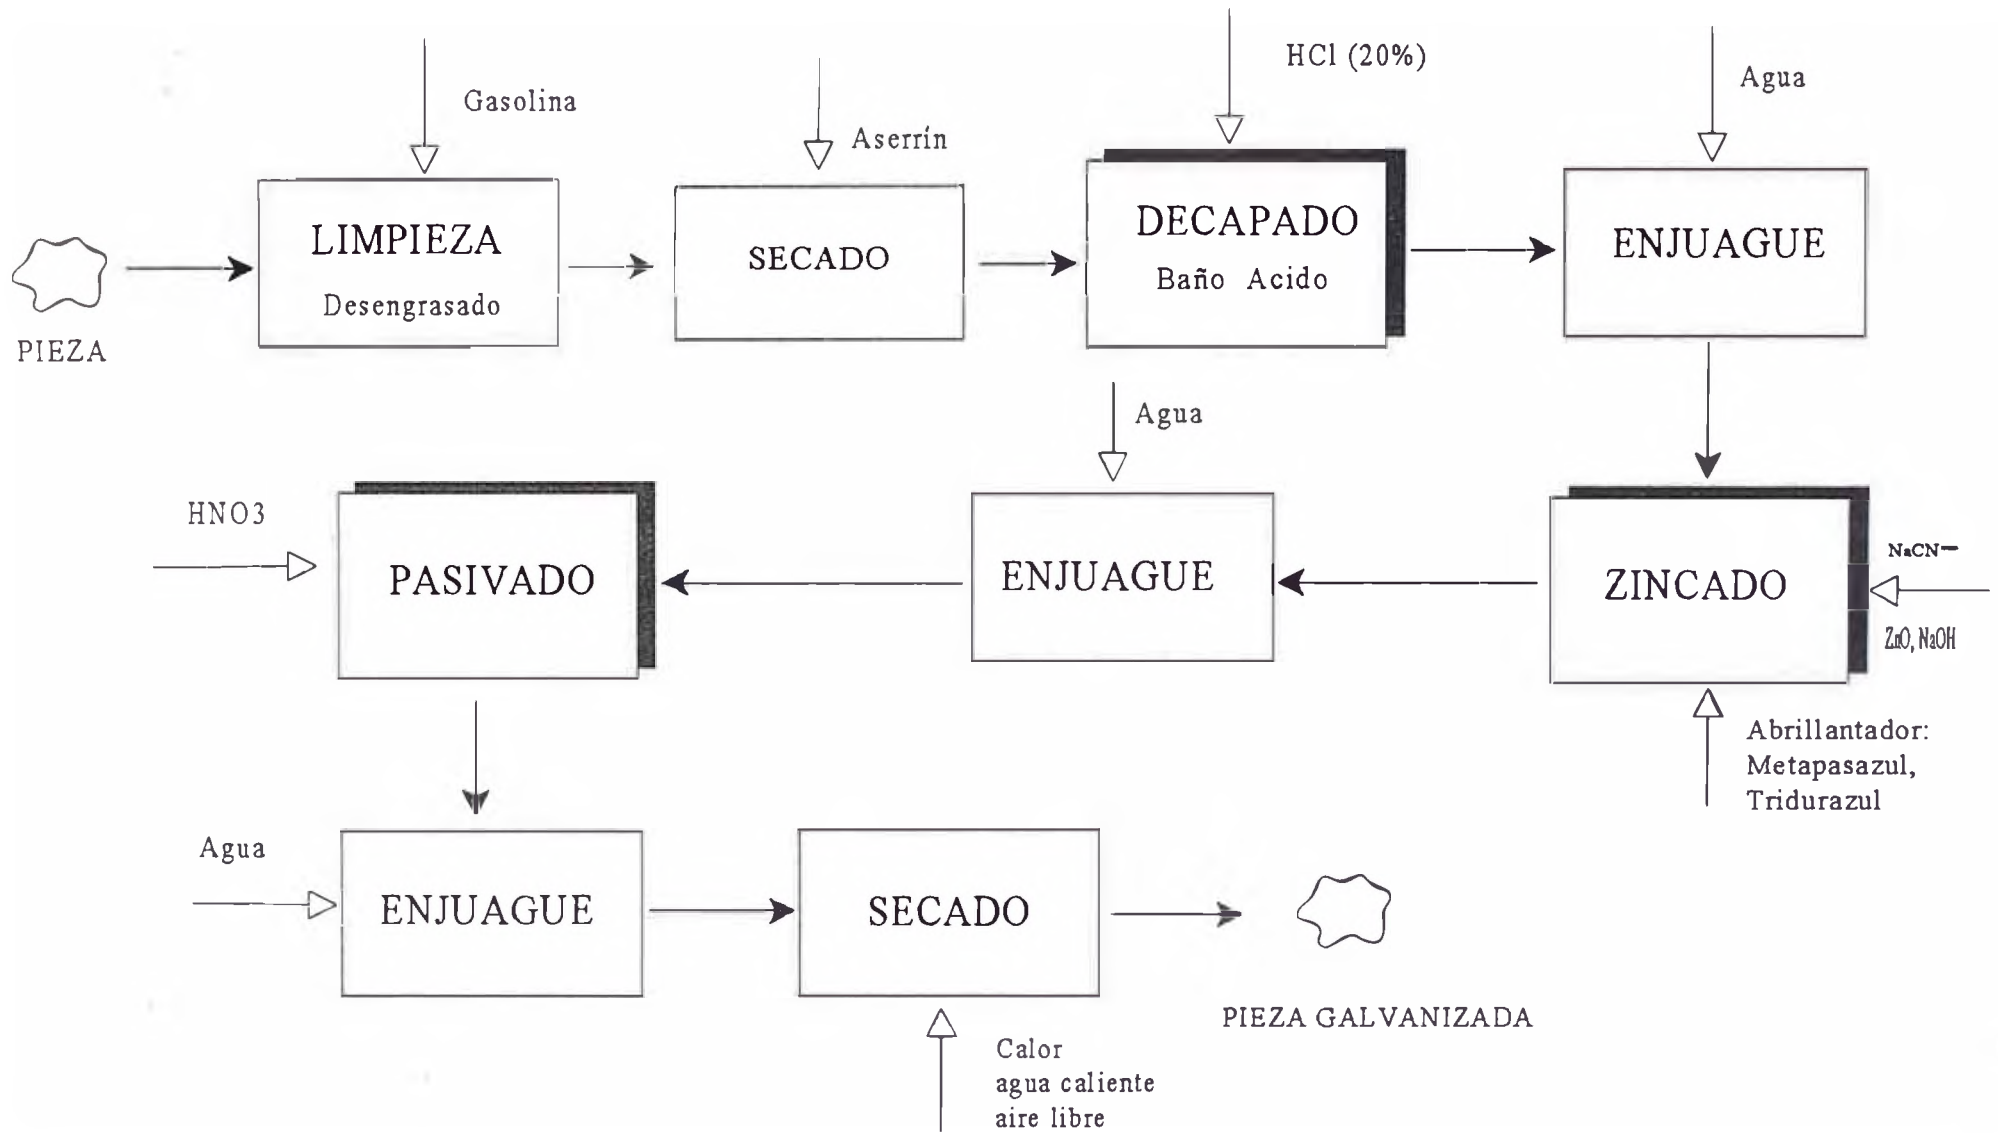 HCl (20%)
Agua
Gasolina
Aserrín
LIMPIEZA
Desengrasado
SECADO
DECAPADO
Baño Acido
ENJUAGUE
PIEZA
Agua
HNO3
PASIVADO
ENJUAGUE
ZINCADO
NaCN—
ZnO, NaOH
Abrillantador:
Metapasazul,
Tridurazul
Agua
ENJUAGUE
SECADO
PIEZA GALVANIZADA
Calor
agua caliente
aire libre